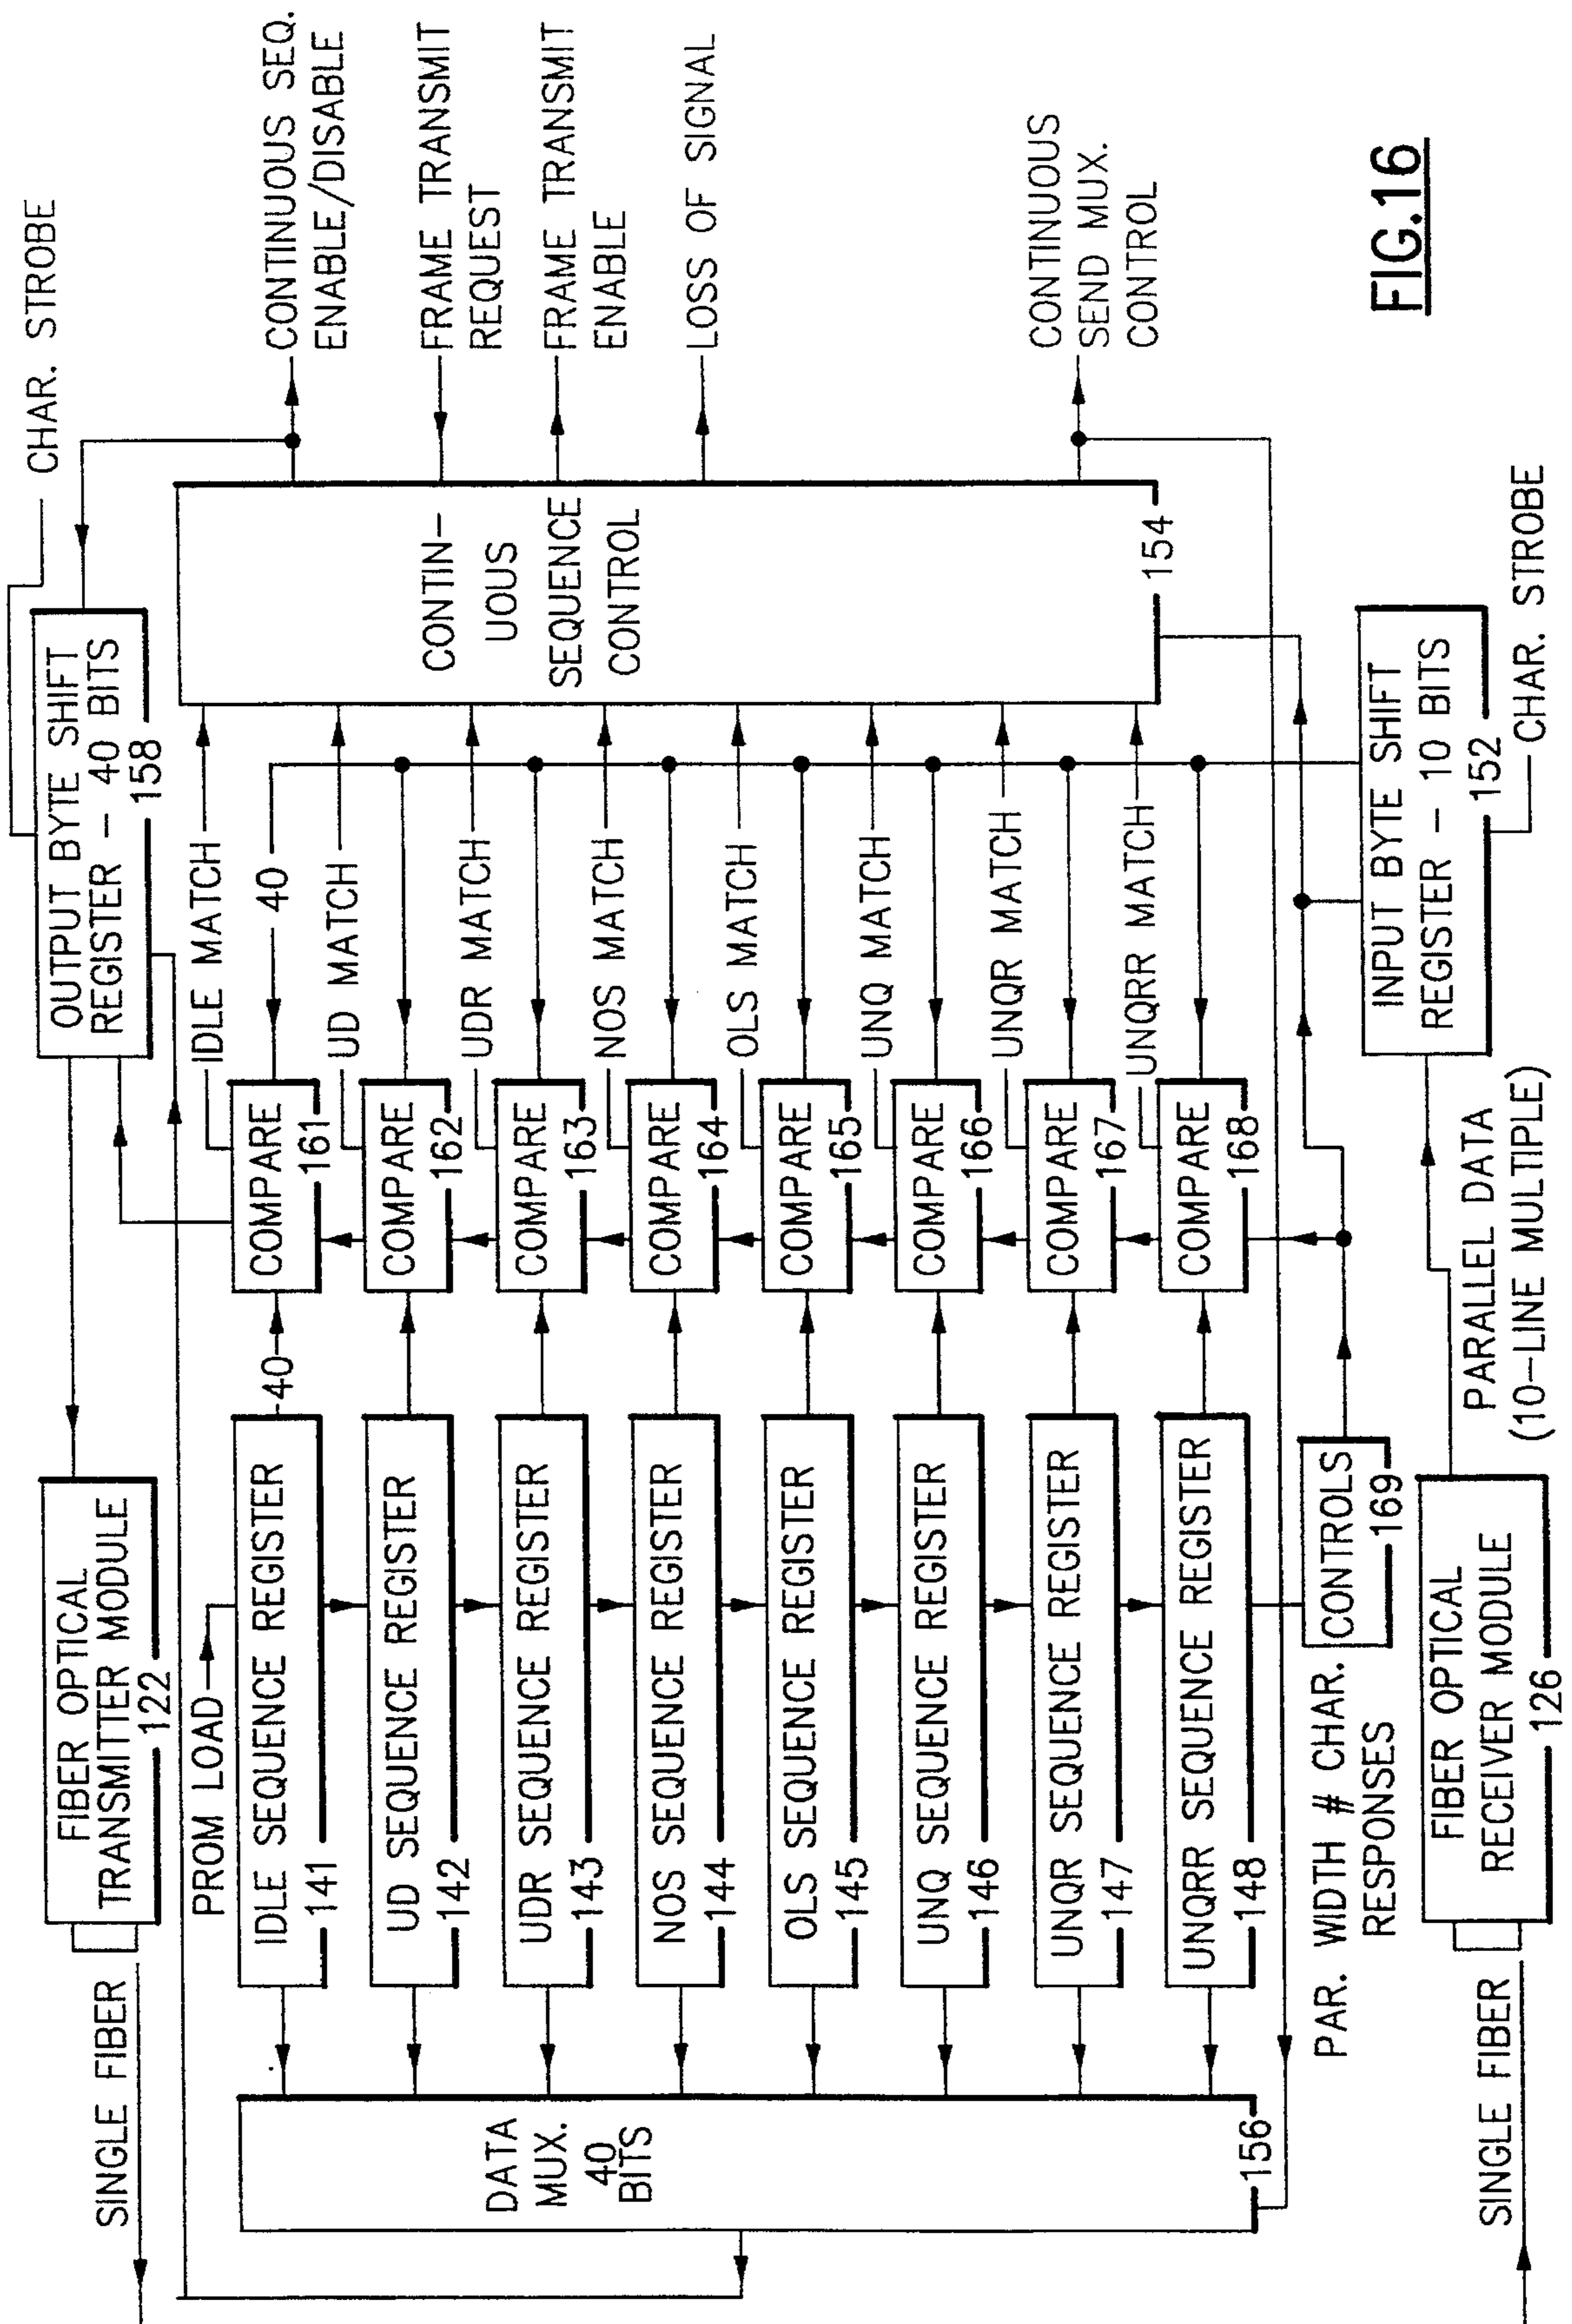 SINGLE FIBER
FIBER OPTICAL
TRANSMITTER MODULE
122
OUTPUT BYTE SHIFT
REGISTER – 40 BITS
158
CHAR. STROBE
PROM LOAD
IDLE SEQUENCE REGISTER
141
UD SEQUENCE REGISTER
142
UDR SEQUENCE REGISTER
143
NOS SEQUENCE REGISTER
144
OLS SEQUENCE REGISTER
145
UNQ SEQUENCE REGISTER
146
UNQR SEQUENCE REGISTER
147
UNQRR SEQUENCE REGISTER
148
DATA
MUX.
40
BITS
156
40
COMPARE
161
COMPARE
162
COMPARE
163
COMPARE
164
COMPARE
165
COMPARE
166
COMPARE
167
COMPARE
168
IDLE MATCH
40
UD MATCH
UDR MATCH
NOS MATCH
OLS MATCH
UNQ MATCH
UNQR MATCH
UNQRR MATCH
CONTIN–
UOUS
SEQUENCE
CONTROL
154
CONTINUOUS SEQ.
ENABLE/DISABLE
FRAME TRANSMIT
REQUEST
FRAME TRANSMIT
ENABLE
LOSS OF SIGNAL
CONTINUOUS
SEND MUX.
CONTROL
PAR. WIDTH # CHAR.
RESPONSES
CONTROLS
169
SINGLE FIBER
FIBER OPTICAL
RECEIVER MODULE
126
PARALLEL DATA
(10–LINE MULTIPLE)
INPUT BYTE SHIFT
REGISTER – 10 BITS
152
CHAR. STROBE
FIG.16